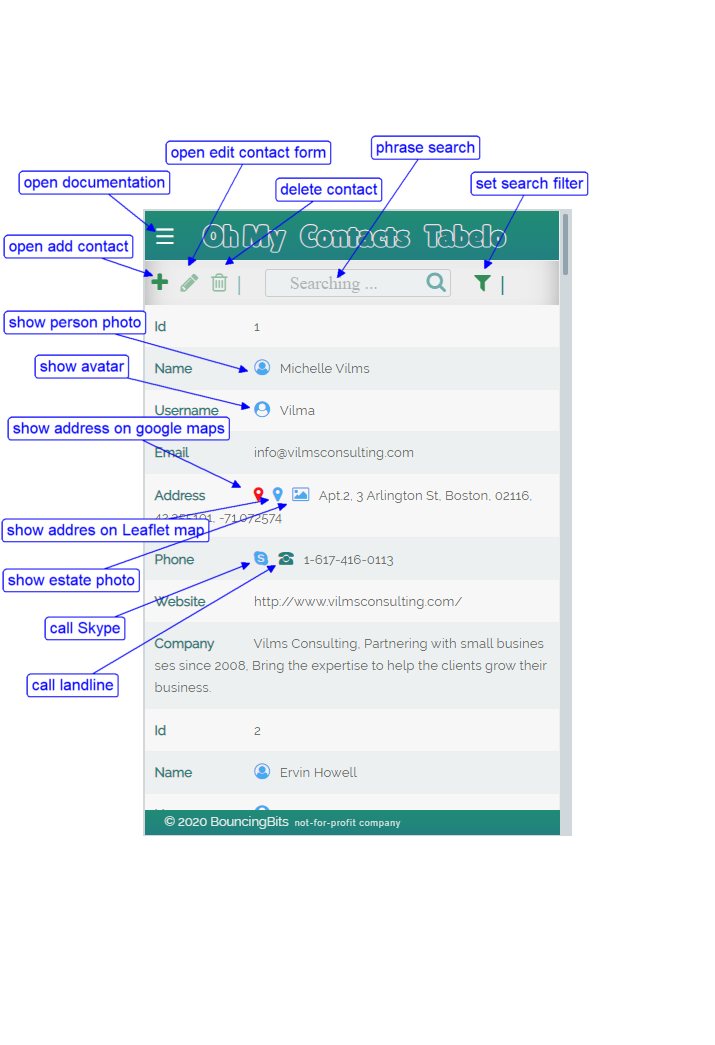 open edit contact form
phrase search
open documentation
delete contact
set search filter
Oh My Contacts Tabelo
open add contact
Searching ...
show person photo
Id 1
Name Michelle Vilms
show avatar
Username Vilma
show address on google maps
Email info@vilmsconsulting.com
Address Apt.2, 3 Arlington St, Boston, 02116,
-71.072574
show addres on Leaflet map
Phone 1-617-416-0113
show estate photo
Website http://www.vilmsconsulting.com/
call Skype
Company Vilms Consulting, Partnering with small busines
ses since 2008, Bring the expertise to help the clients grow their
call landline
business.
Id 2
Name Ervin Howell
© 2020 BouncingBits not-for-profit company